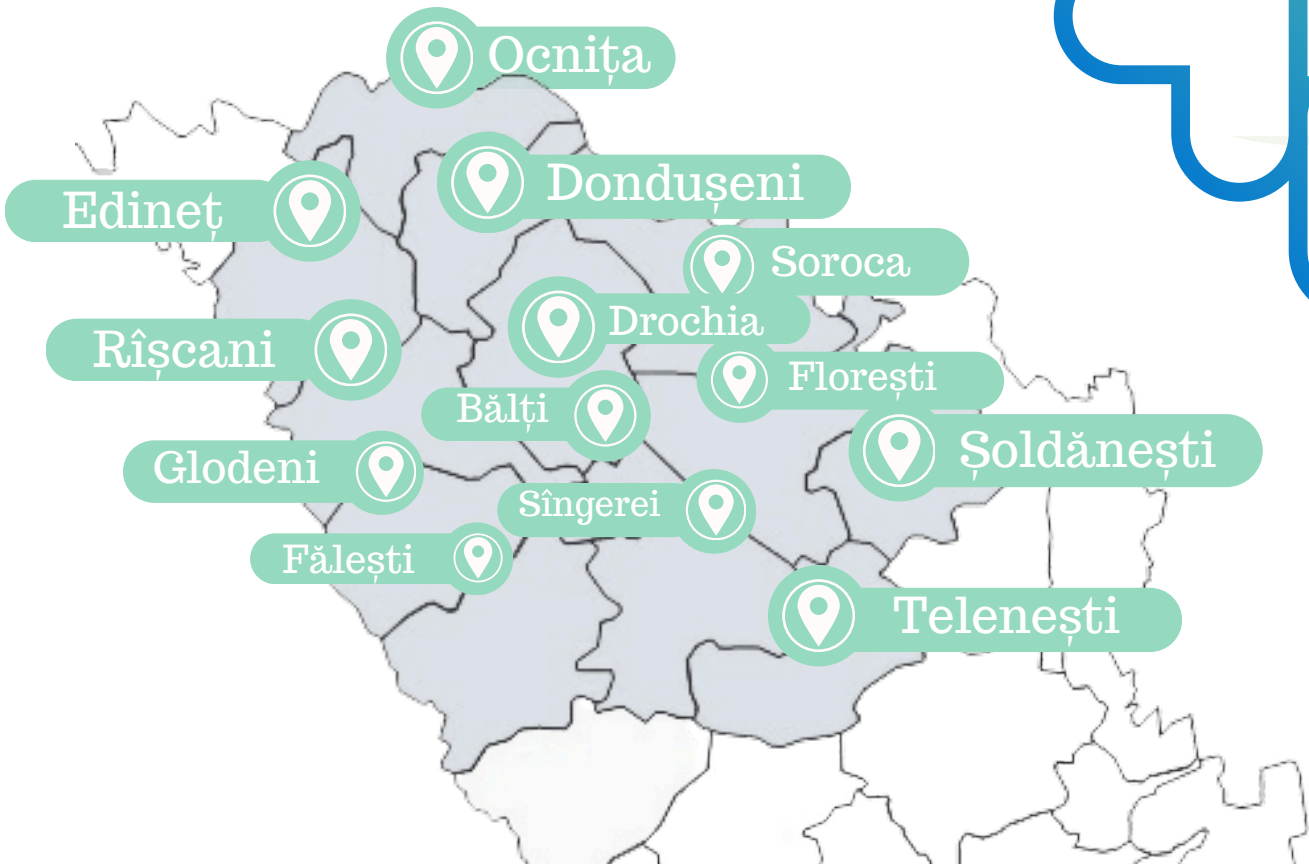 Ocnița
Dondușeni
Edineț
Soroca
Drochia
Rîșcani
Florești
Bălți
Șoldănești
Glodeni
Sîngerei
Fălești
Telenești